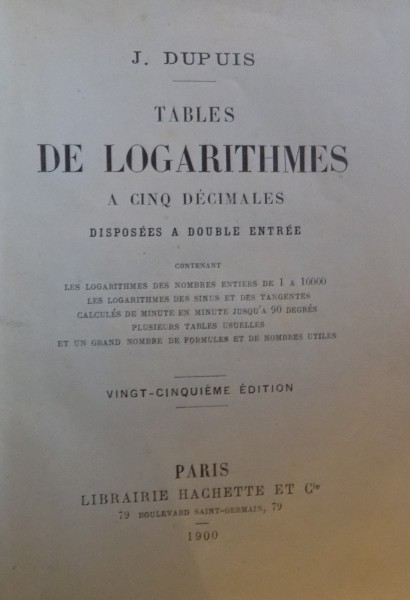 J. DUPUIS
TABLES
DE LOGARITHMES
A CINQ DÉCIMALES
DISPOSÉES A DOUBLE ENTRÉE
CONTENANT
LES LOGARITHMES DES NOMBRES ENTIERS DE 1 A 10000
LES LOGARITHMES DES SINUS ET DES TANGENTES
CALCULÉS DE MINUTE EN MINUTE JUSQU'A 90 DEGRÉS
PLUSIEURS TABLES USUELLES
ET UN GRAND NOMBRE DE FORMULES ET DE NOMBRES UTILES
VINGT-CINQUIÈME ÉDITION
PARIS
LIBRAIRIE HACHETTE ET Cie
79 BOULEVARD SAINT-GERMAIN, 79
1900